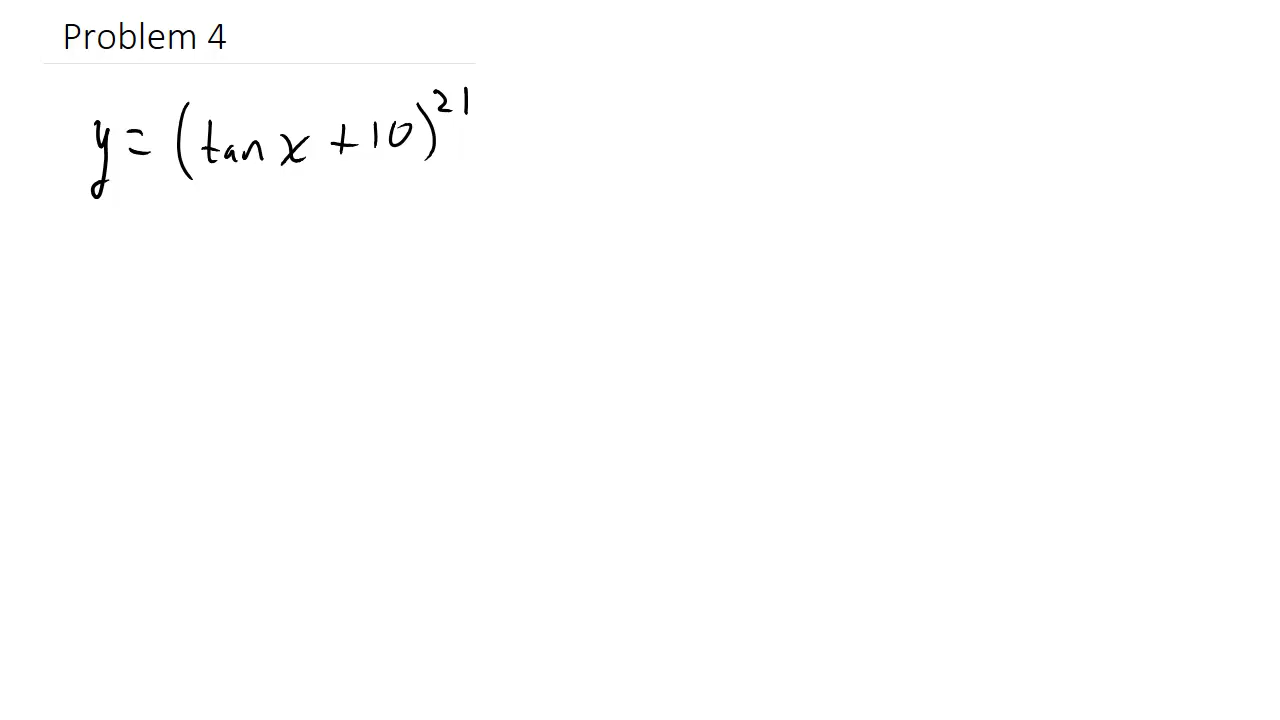 Problem 4
y = (tan x + 10)^21